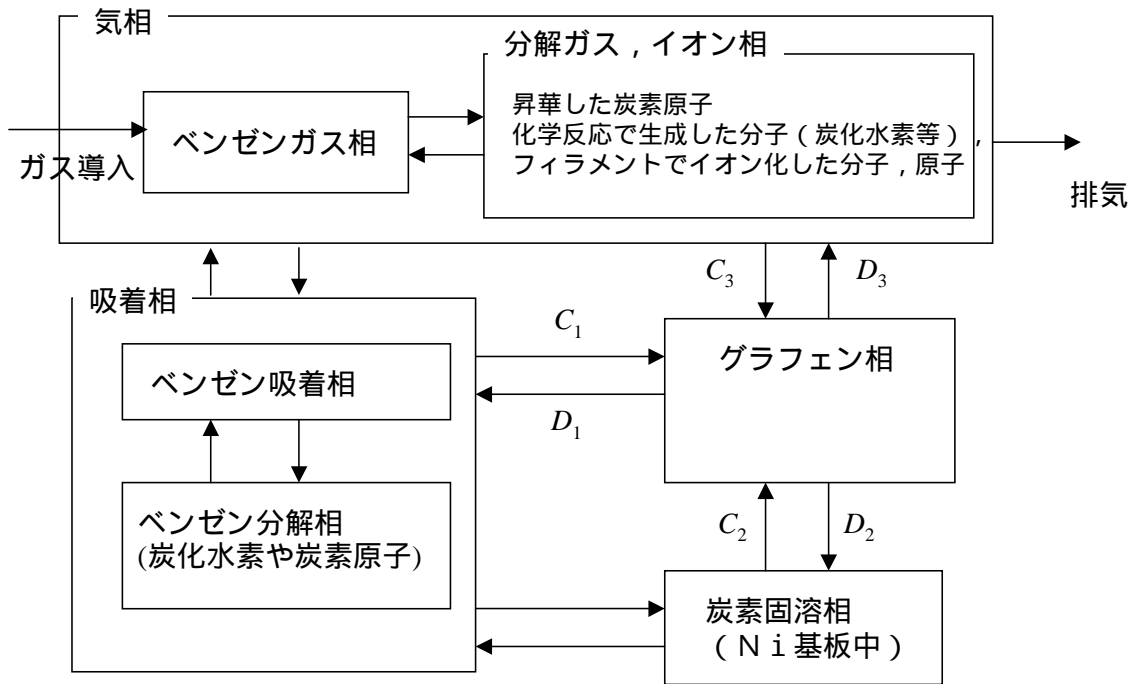 気相
分解ガス，イオン相
昇華した炭素原子
化学反応で生成した分子（炭化水素等），
フィラメントでイオン化した分子，原子
ベンゼンガス相
ガス導入
排気
C3
D3
吸着相
C1
グラフェン相
ベンゼン吸着相
D1
ベンゼン分解相
(炭化水素や炭素原子)
C2
D2
炭素固溶相
（Ｎｉ基板中）